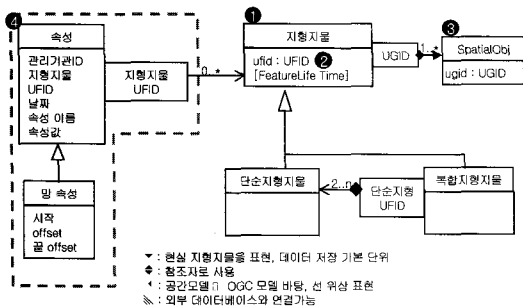 ❹ 속성
관리기관ID
지형지물
UFID
날짜
속성 이름
속성값
지형지물
UFID
0..*
망 속성
시작
offset
끝 offset
❶ 지형지물
ufid : UFID ❷
[FeatureLife Time]
UGID
1..*
❸ SpatialObj
ugid : UGID
단순지형지물
2..n
단순지형
UFID
복합지형지물
: 현실 지형지물을 표현, 데이터 저장 기본 단위
: 참조자로 사용
: 공간모델 ∩ OGC 모델 바탕, 선 위상 표현
: 외부 데이터베이스와 연결가능